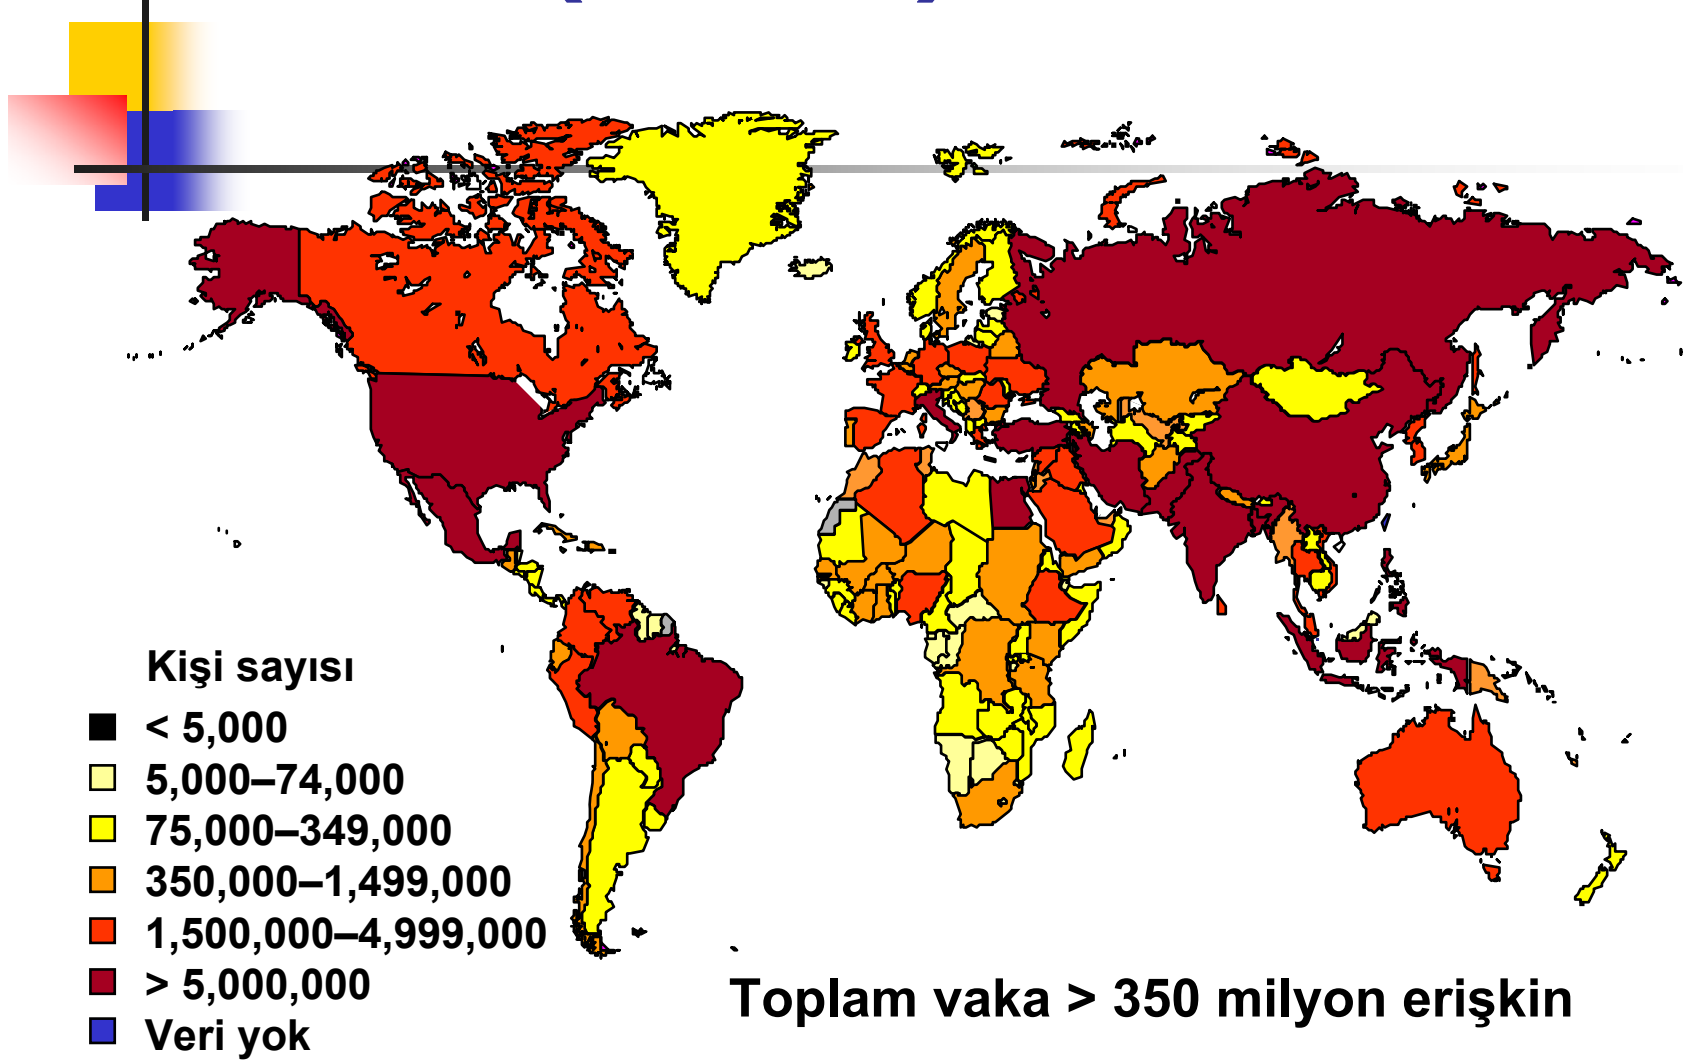 Kişi sayısı
< 5,000
5,000–74,000
75,000–349,000
350,000–1,499,000
1,500,000–4,999,000
> 5,000,000
Veri yok
Toplam vaka > 350 milyon erişkin